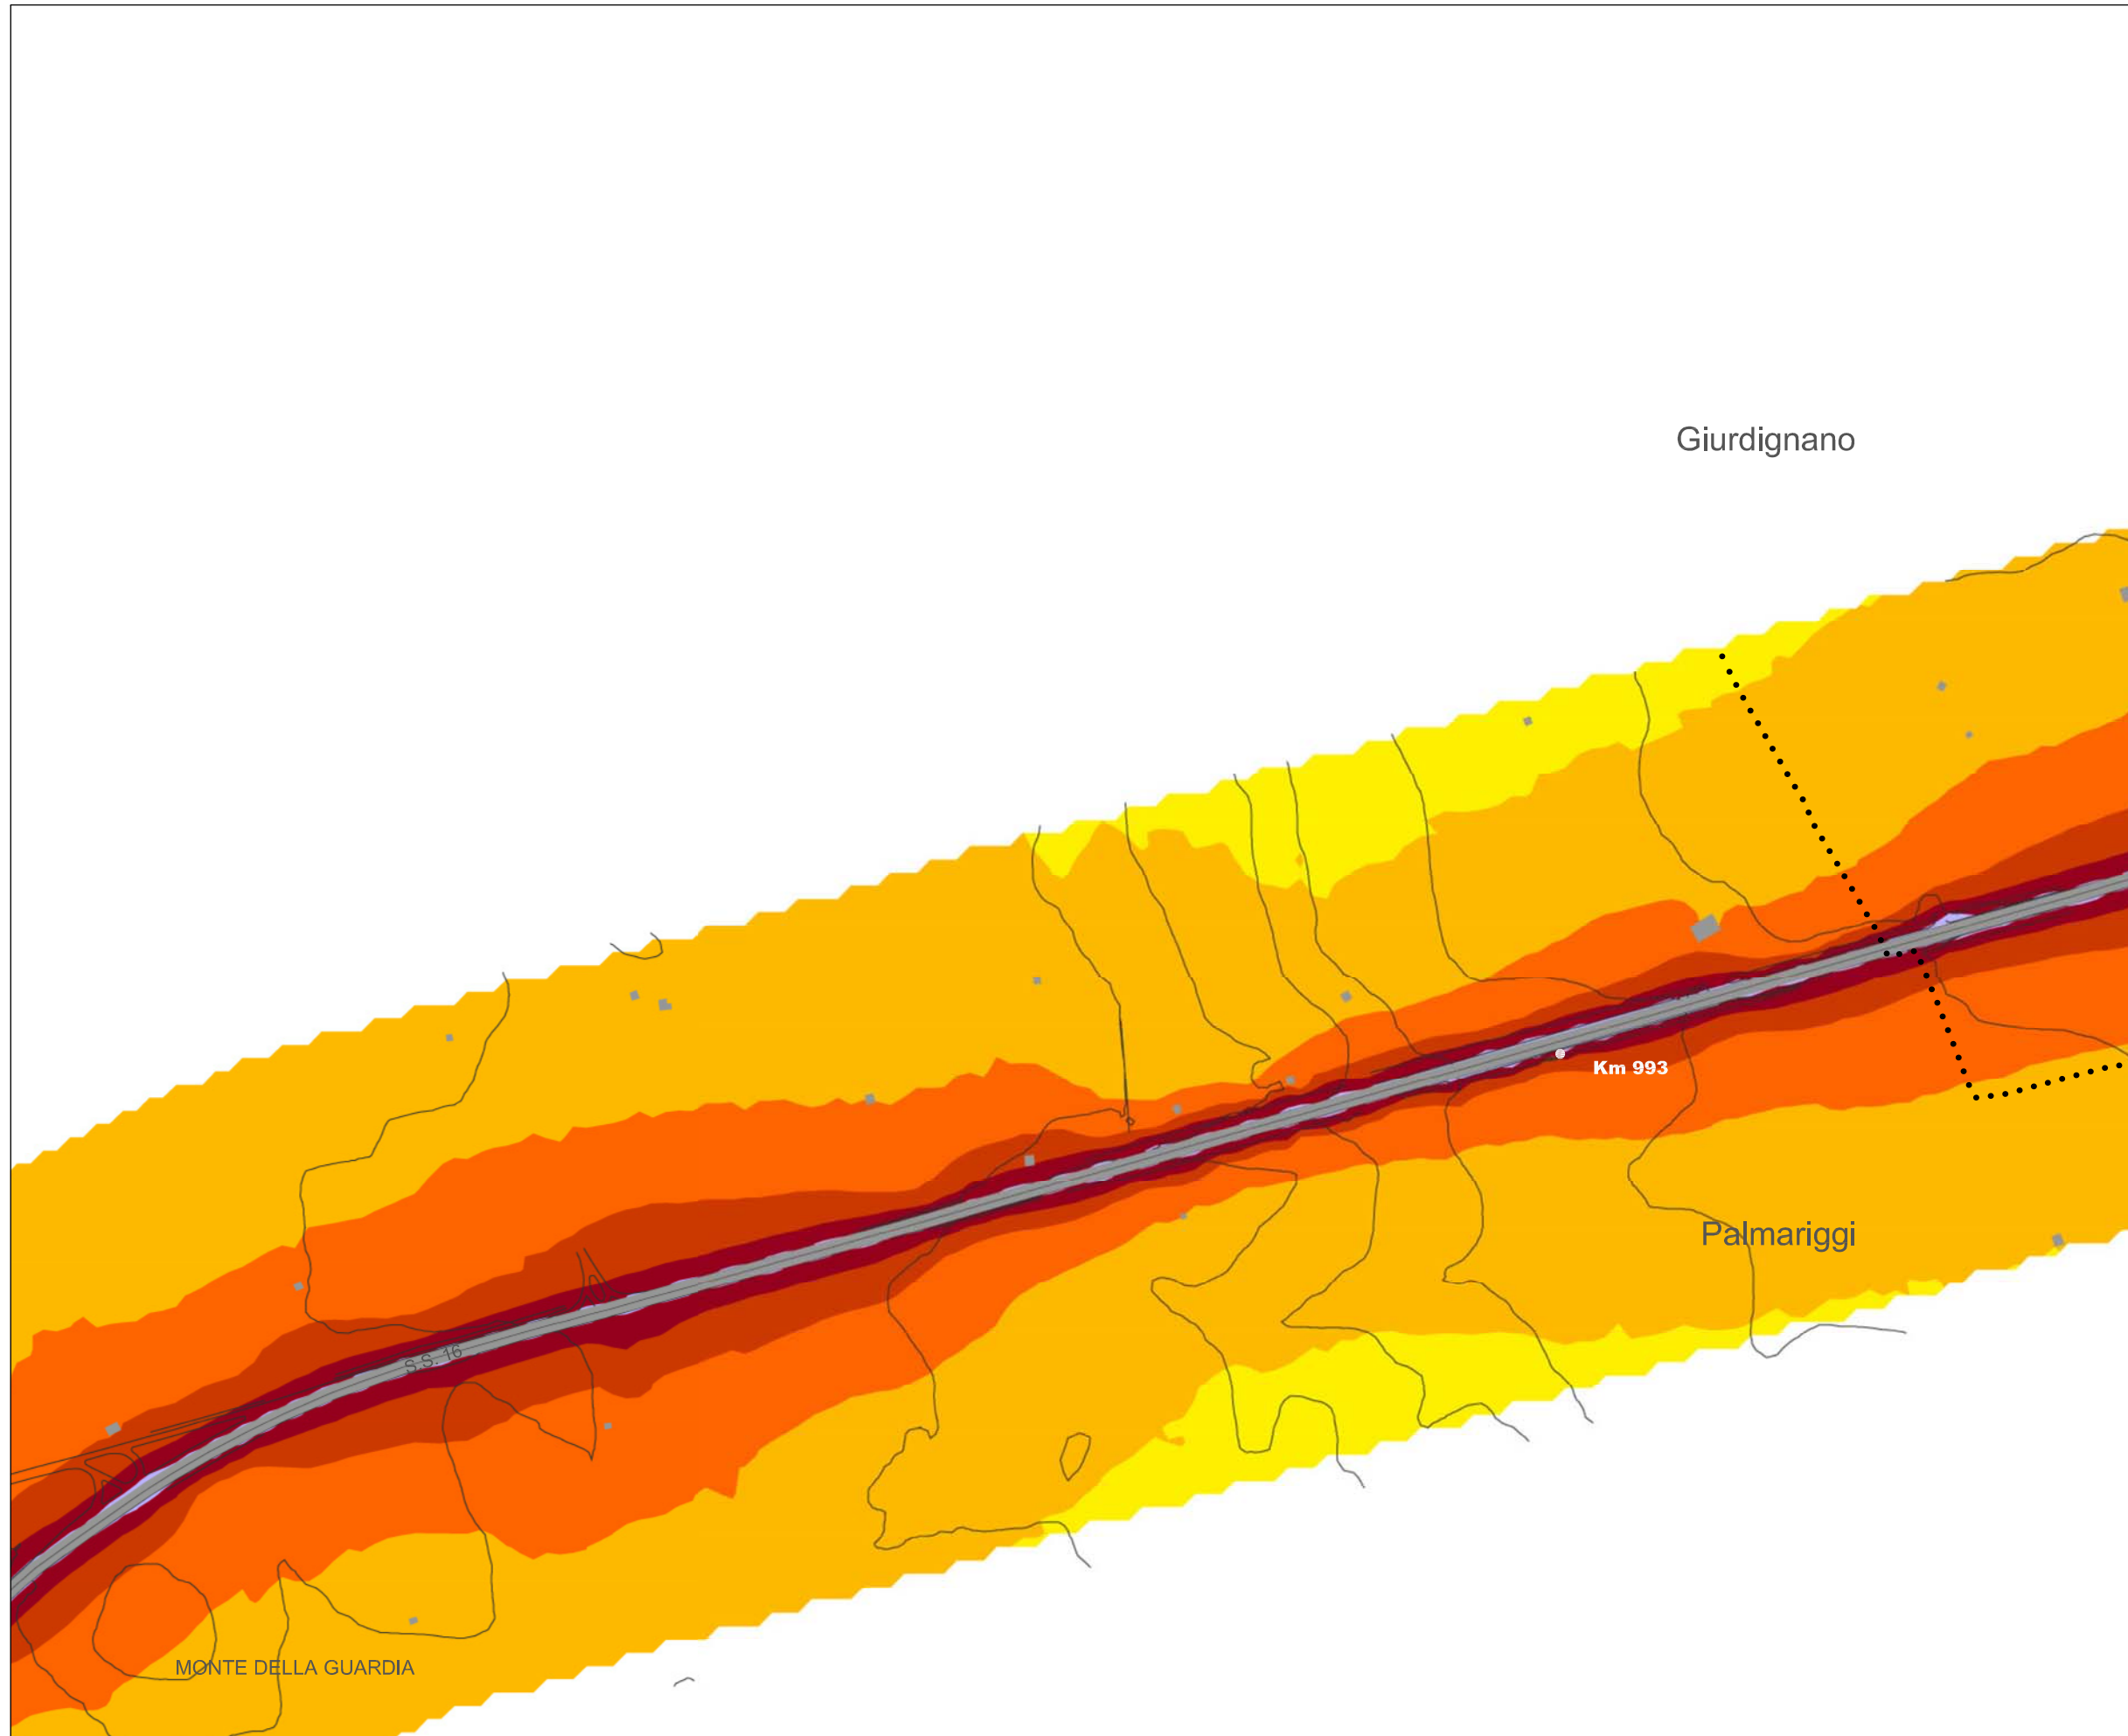 Giurdignano
Km 993
Palmariggi
S.S. 16
MONTE DELLA GUARDIA